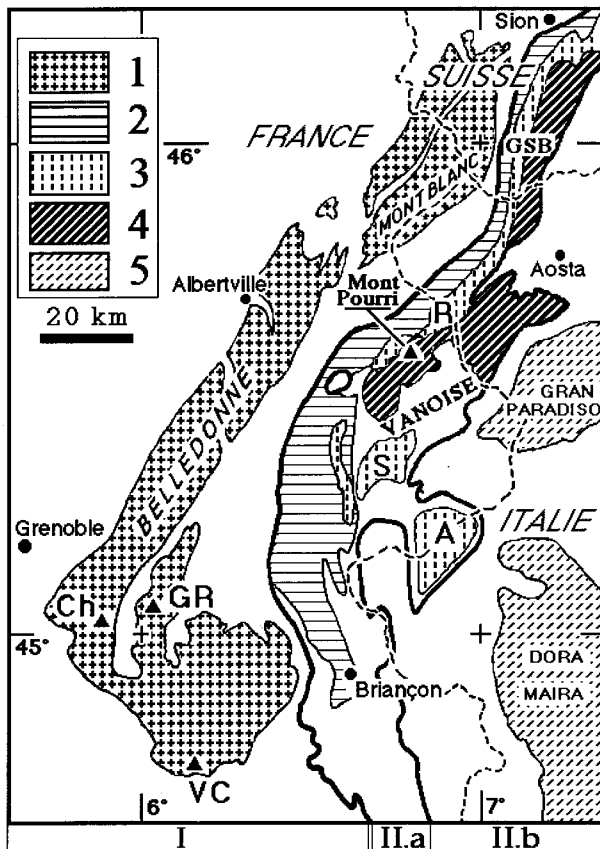 Sion
SUISSE
1
2
3
4
5
FRANCE
46°
GSB
MONT BLANC
Aosta
Albertville
Mont
Pourri
20 km
R
VANOISE
GRAN
PARADISO
BELLEDONNE
S
Grenoble
A
ITALIE
Ch
GR
45°
DORA
MAIRA
Briançon
VC
6°
7°
I
II.a
II.b